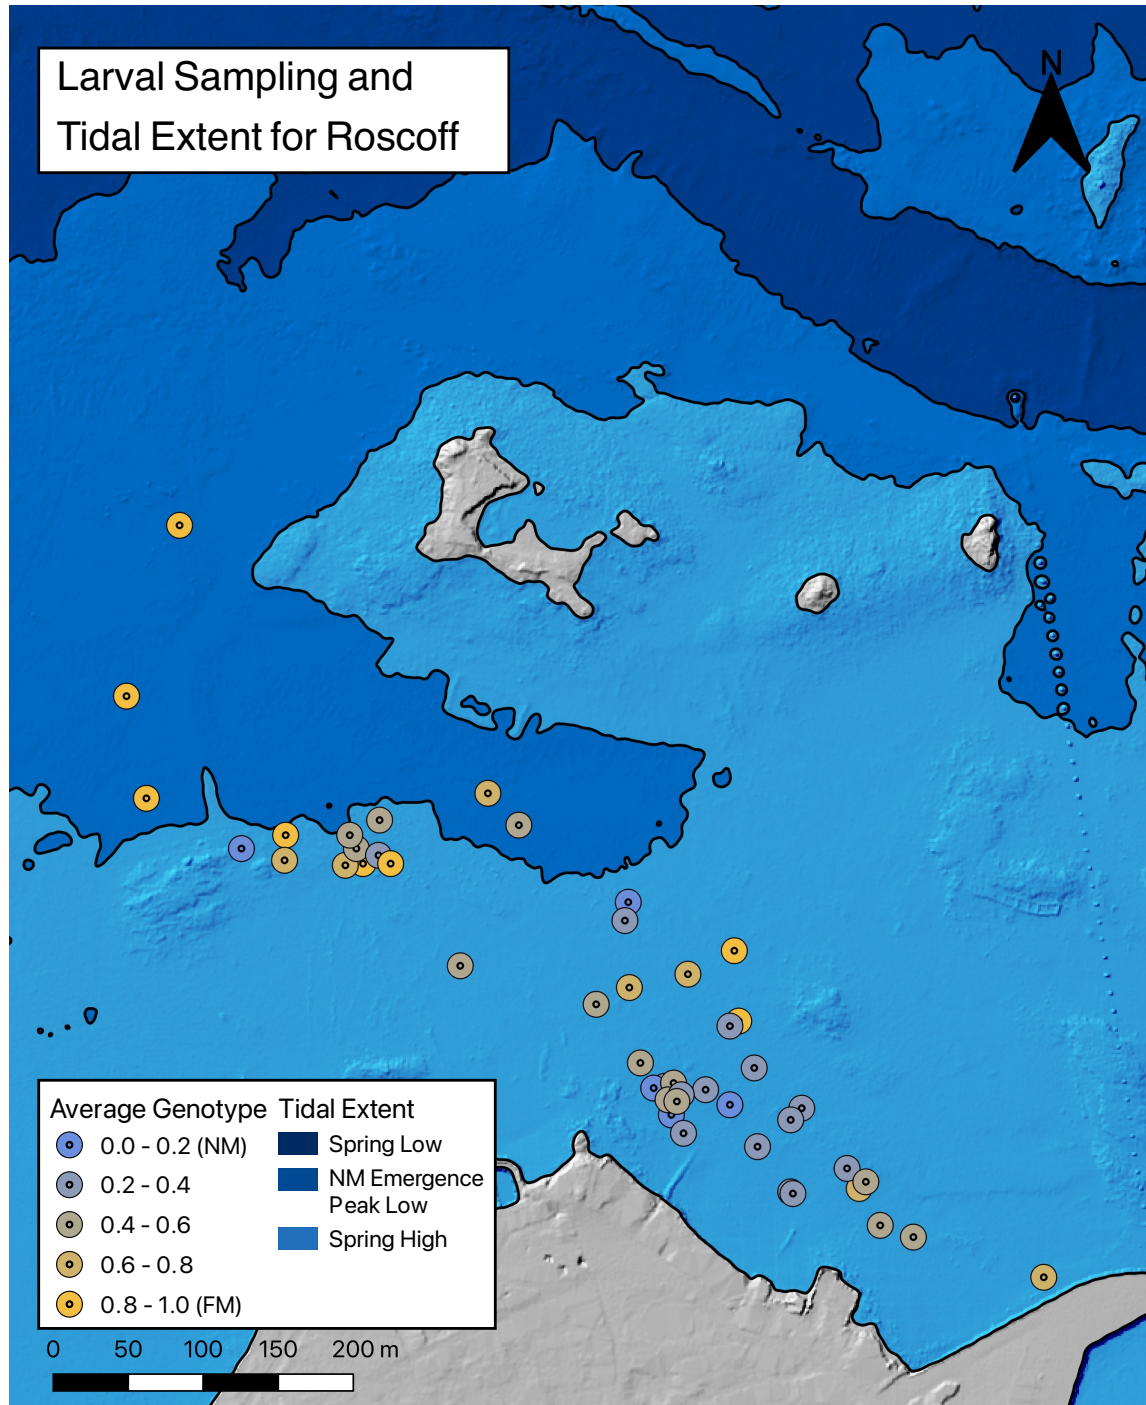 Larval Sampling and
Tidal Extent for Roscoff
N
Average Genotype
0.0 - 0.2 (NM)
0.2 - 0.4
0.4 - 0.6
0.6 - 0.8
0.8 - 1.0 (FM)
Tidal Extent
Spring Low
NM Emergence
Peak Low
Spring High
0 50 100 150 200 m